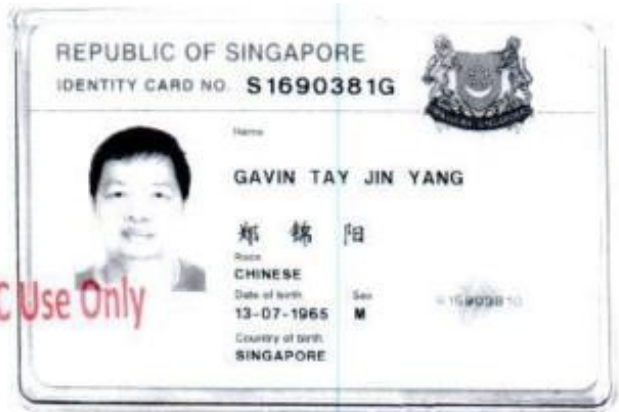 REPUBLIC OF SINGAPORE
IDENTITY CARD NO. S1690381G
Name
GAVIN TAY JIN YANG
郑 锦 阳
Race
CHINESE
Date of birth Sex
13-07-1965 M
Country of birth
SINGAPORE
C Use Only